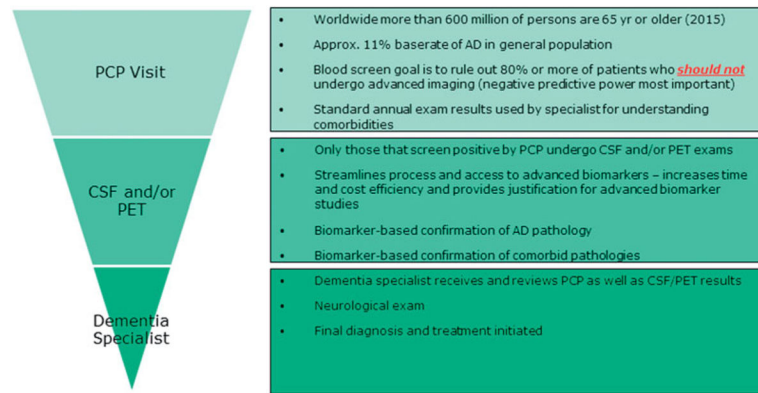 PCP Visit
• Worldwide more than 600 million of persons are 65 yr or older (2015)
• Approx. 11% baserate of AD in general population
• Blood screen goal is to rule out 80% or more of patients who should not
undergo advanced imaging (negative predictive power most important)
• Standard annual exam results used by specialist for understanding
comorbidities
CSF and/or
PET
• Only those that screen positive by PCP undergo CSF and/or PET exams
• Streamlines process and access to advanced biomarkers – increases time
and cost efficiency and provides justification for advanced biomarker
studies
• Biomarker-based confirmation of AD pathology
• Biomarker-based confirmation of comorbid pathologies
Dementia
Specialist
• Dementia specialist receives and reviews PCP as well as CSF/PET results
• Neurological exam
• Final diagnosis and treatment initiated